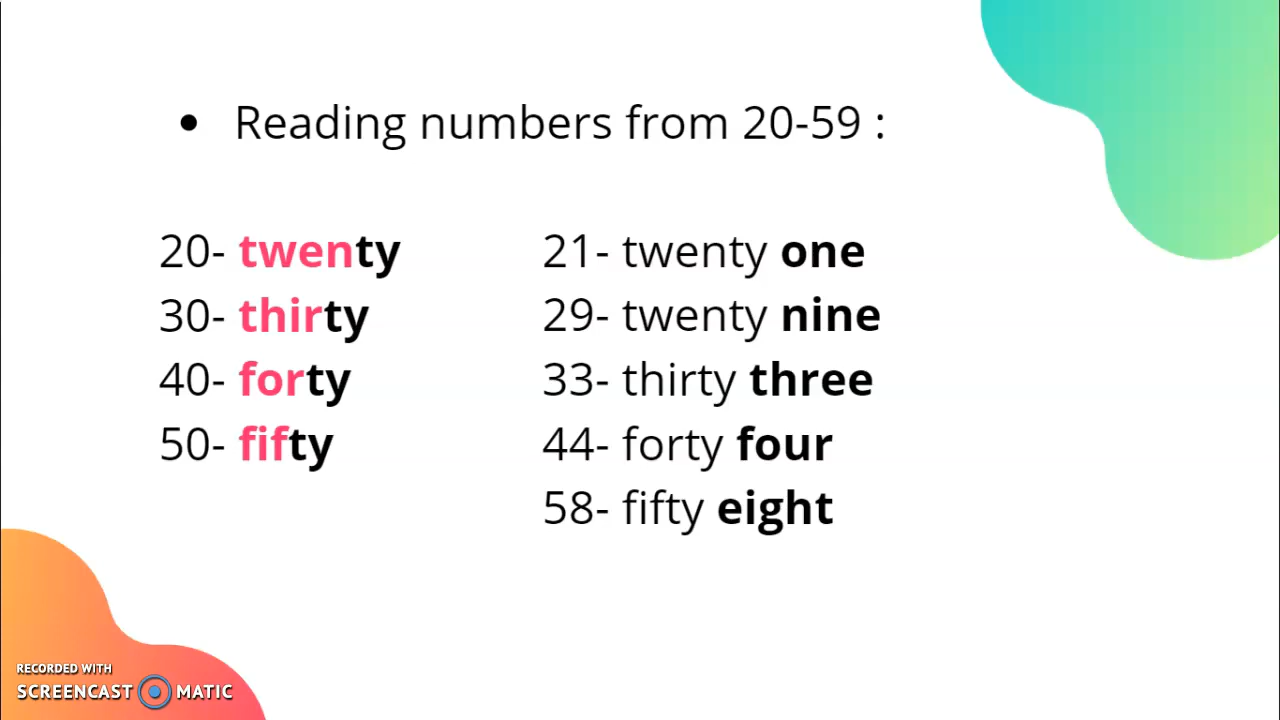 • Reading numbers from 20-59 :
20- twenty
30- thirty
40- forty
50- fifty
21- twenty one
29- twenty nine
33- thirty three
44- forty four
58- fifty eight
RECORDED WITH
SCREENCAST MATIC